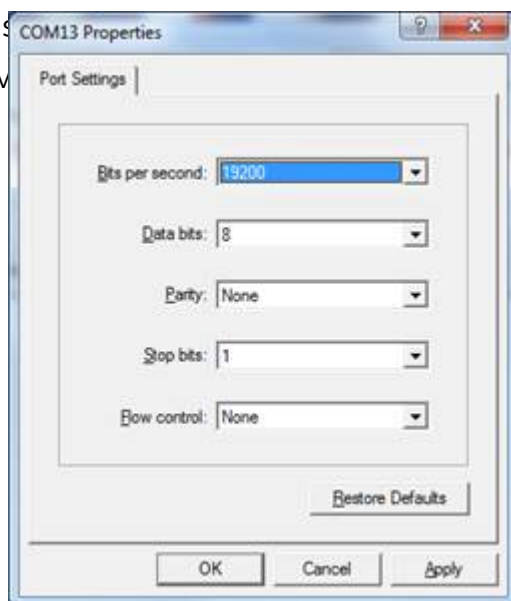 COM13 Properties
Port Settings
Bits per second: 19200
Data bits: 8
Parity: None
Stop bits: 1
Flow control: None
Restore Defaults
OK Cancel Apply